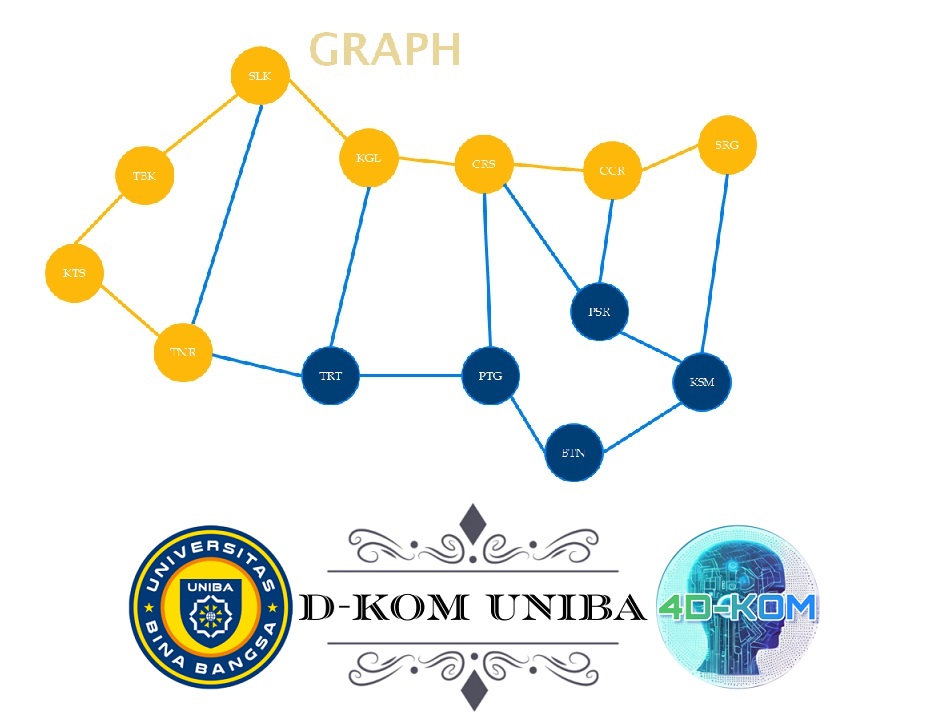 GRAPH
SLK
SRG
KGL
CRS
CCR
TBK
KTS
PSR
TNR
TRT
PTG
KSM
BTN
UNIVERSITAS
UNIBA
BINA BANGSA
D-KOM UNIBA
4D-KOM